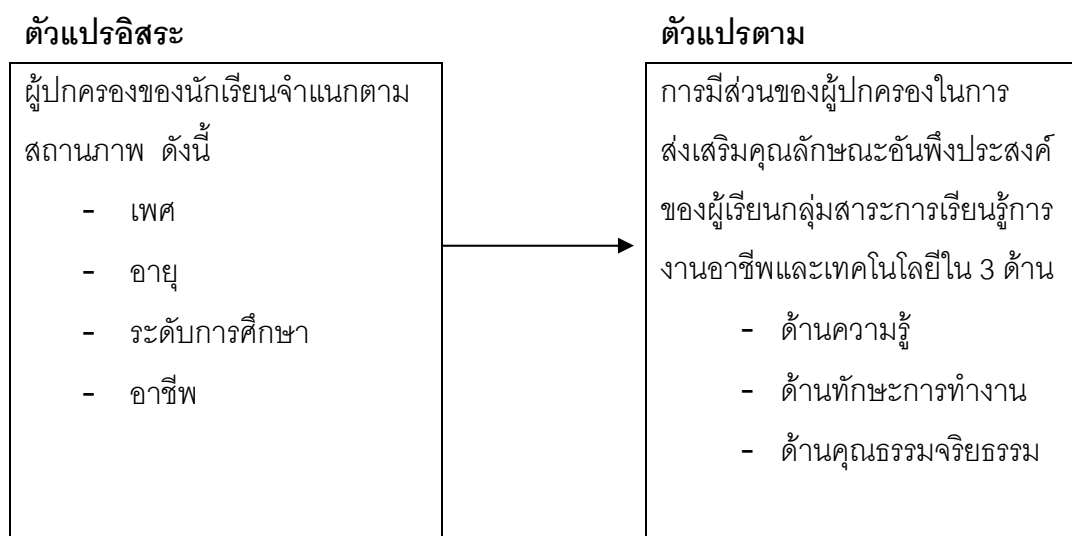 ตัวแปรอิสระ
ผู้ปกครองของนักเรียนจำแนกตาม
สถานภาพ ดังนี้
- เพศ
- อายุ
- ระดับการศึกษา
- อาชีพ
ตัวแปรตาม
การมีส่วนของผู้ปกครองในการ
ส่งเสริมคุณลักษณะอันพึงประสงค์
ของผู้เรียนกลุ่มสาระการเรียนรู้การ
งานอาชีพและเทคโนโลยีใน 3 ด้าน
- ด้านความรู้
- ด้านทักษะการทำงาน
- ด้านคุณธรรมจริยธรรม